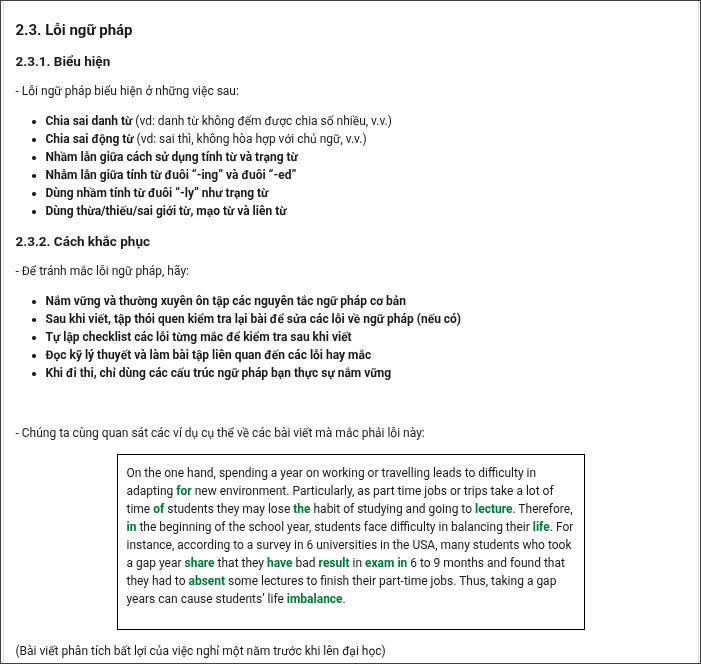 2.3. Lỗi ngữ pháp
2.3.1. Biểu hiện
- Lỗi ngữ pháp biểu hiện ở những việc sau:
• Chia sai danh từ (vd: danh từ không đếm được chia số nhiều, v.v.)
• Chia sai động từ (vd: sai thì, không hòa hợp với chủ ngữ, v.v.)
• Nhầm lẫn giữa cách sử dụng tính từ và trạng từ
• Nhầm lẫn giữa tính từ đuôi “-ing” và đuôi “-ed”
• Dùng nhầm tính từ đuôi “-ly” như trạng từ
• Dùng thừa/thiếu/sai giới từ, mạo từ và liên từ
2.3.2. Cách khắc phục
- Để tránh mắc lỗi ngữ pháp, hãy:
• Nắm vững và thường xuyên ôn tập các nguyên tắc ngữ pháp cơ bản
• Sau khi viết, tập thói quen kiểm tra lại bài để sửa các lỗi về ngữ pháp (nếu có)
• Tự lập checklist các lỗi từng mắc để kiểm tra sau khi viết
• Đọc kỹ lý thuyết và làm bài tập liên quan đến các lỗi hay mắc
• Khi đi thi, chỉ dùng các cấu trúc ngữ pháp bạn thực sự nắm vững
- Chúng ta cùng quan sát các ví dụ cụ thể về các bài viết mà mắc phải lỗi này:
On the one hand, spending a year on working or travelling leads to difficulty in
adapting for new environment. Particularly, as part time jobs or trips take a lot of
time of students they may lose the habit of studying and going to lecture. Therefore,
in the beginning of the school year, students face difficulty in balancing their life. For
instance, according to a survey in 6 universities in the USA, many students who took
a gap year share that they have bad result in exam in 6 to 9 months and found that
they had to absent some lectures to finish their part-time jobs. Thus, taking a gap
years can cause students’ life imbalance.
(Bài viết phân tích bất lợi của việc nghỉ một năm trước khi lên đại học)